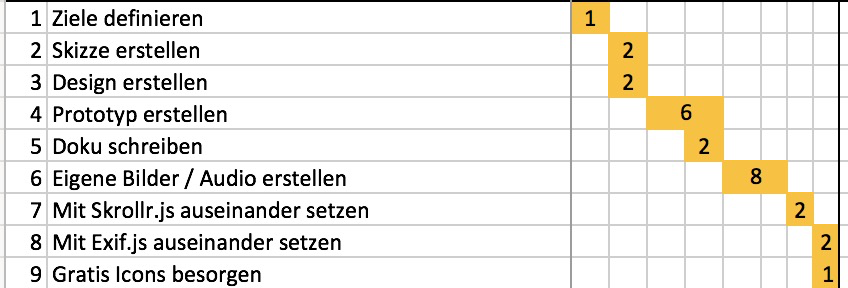 1 Ziele definieren 1
2 Skizze erstellen 2
3 Design erstellen 2
4 Prototyp erstellen 6
5 Doku schreiben 2
6 Eigene Bilder / Audio erstellen 8
7 Mit Skrollr.js auseinander setzen 2
8 Mit Exif.js auseinander setzen 2
9 Gratis Icons besorgen 1